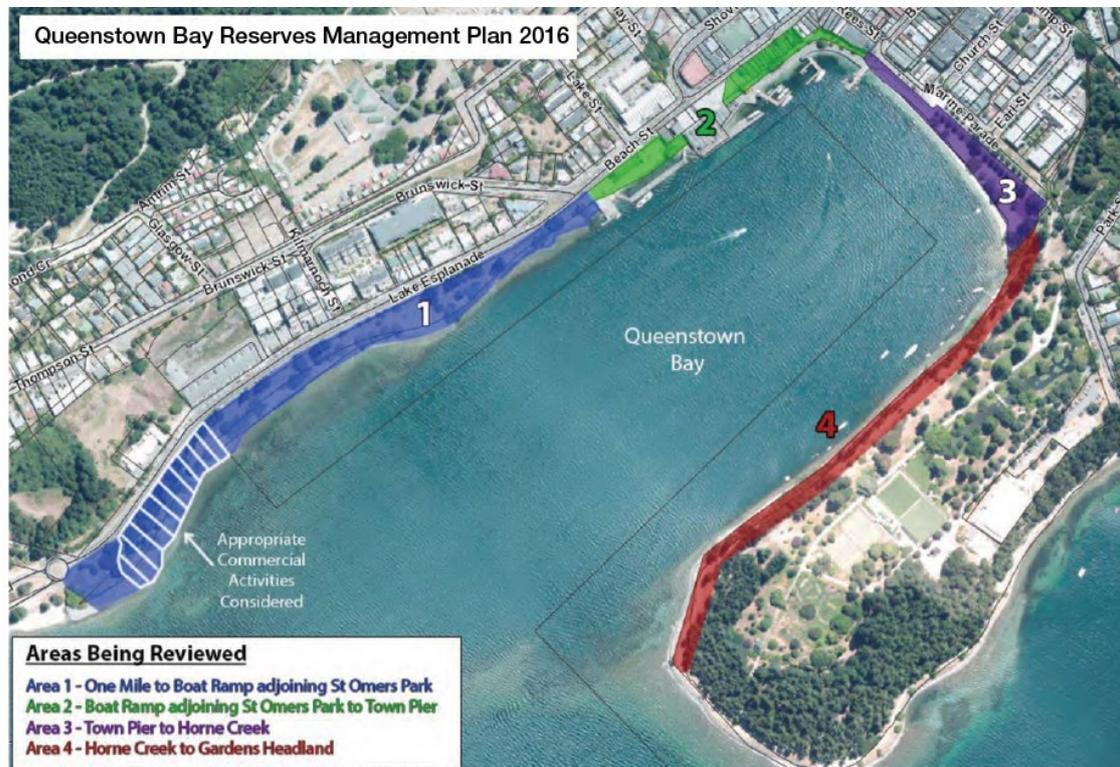 Queenstown Bay Reserves Management Plan 2016
Lake-St
Beach-St
2
Church-St
Marine-Parade
Earl-St
3
Antrim-St
Glasgow-St
Brunswick-St
Brunswick-St
Kilmarnoch-St
Lake-Esplanade
1
Thompson-St
Queenstown
Bay
4
Appropriate
Commercial
Activities
Considered
Areas Being Reviewed
Area 1 - One Mile to Boat Ramp adjoining St Omers Park
Area 2 - Boat Ramp adjoining St Omers Park to Town Pier
Area 3 - Town Pier to Horne Creek
Area 4 - Horne Creek to Gardens Headland